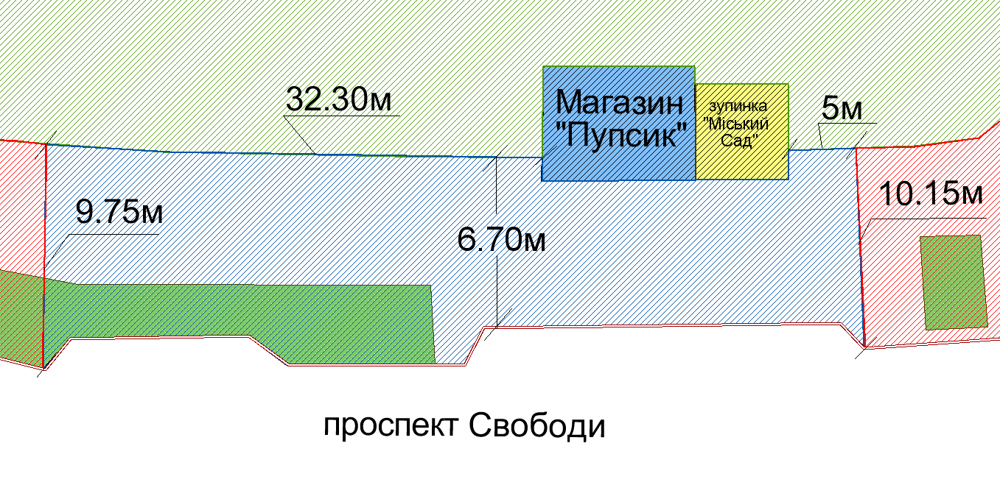 32.30м
Магазин
"Пупсик"
зупинка
"Міський
Сад"
5м
9.75м
6.70м
10.15м
проспект Свободи